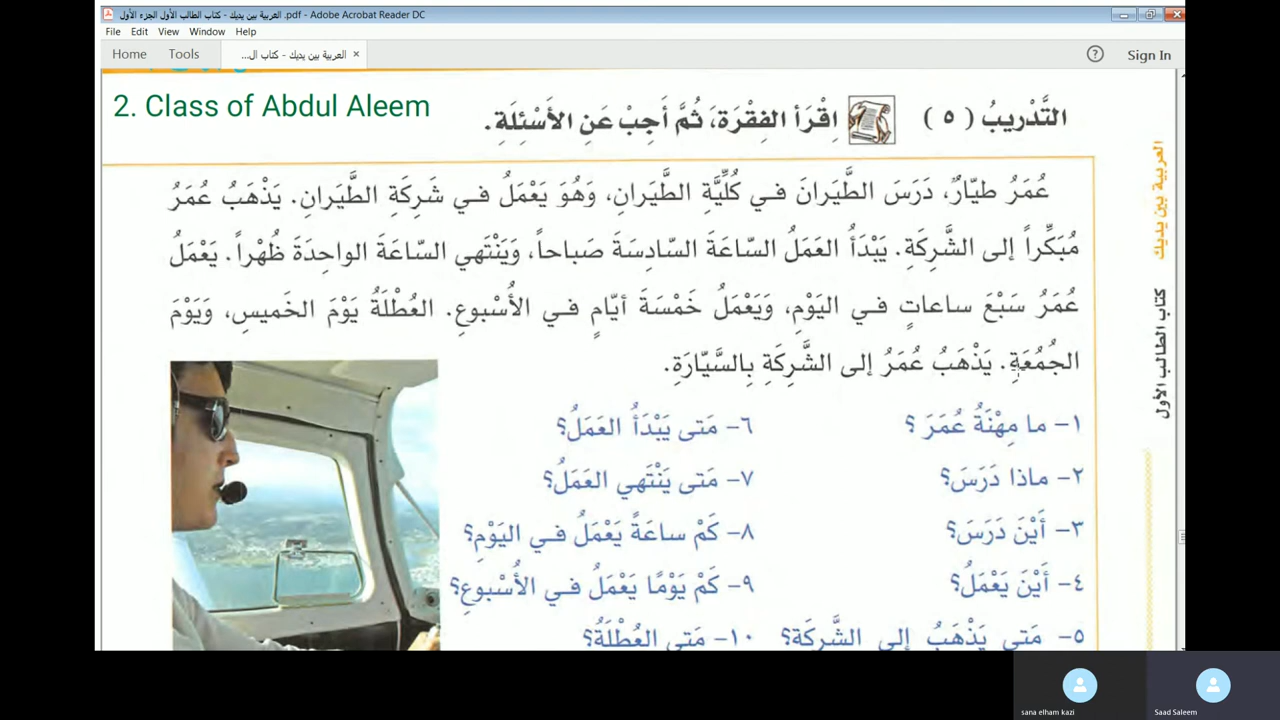 العربية بين يديك - كتاب الطالب الأول الجزء الأول .pdf - Adobe Acrobat Reader DC
File Edit View Window Help
Home Tools العربية بين يديك - كتاب ال... × ? Sign In
2. Class of Abdul Aleem
التَّدْرِيبُ ( ٥ ) اِقْرَأ الفِقْرَة، ثُمَّ أَجِبْ عَنِ الأَسْئِلَةِ.
عُمَرُ طيّارٌ، دَرَسَ الطَّيَرانَ في كُلِّيَّةِ الطَّيَرانِ، وَهُوَ يَعْمَلُ في شَرِكَةِ الطَّيَرانِ. يَذْهَبُ عُمَرُ
مُبَكِّراً إلى الشَّرِكَةِ. يَبْدَأُ العَمَلُ السّاعَةَ السّادِسَةَ صَباحاً، وَيَنْتَهي السّاعَةَ الواحِدَةَ ظُهْراً. يَعْمَلُ
عُمَرُ سَبْعَ ساعاتٍ في اليَوْمِ، وَيَعْمَلُ خَمْسَةَ أيّامٍ في الأُسْبوعِ. العُطْلَةُ يَوْمَ الخَميسِ، وَيَوْمَ
الجُمُعَةِ. يَذْهَبُ عُمَرُ إلى الشَّرِكَةِ بِالسَّيّارَةِ.
١- ما مِهْنَةُ عُمَرَ ؟
٢- ماذا دَرَسَ؟
٣- أَيْنَ دَرَسَ؟
٤- أَيْنَ يَعْمَلُ؟
٥- مَتى يَذْهَبُ إلى الشَّرِكَة؟
٦- مَتى يَبْدَأُ العَمَلُ؟
٧- مَتى يَنْتَهي العَمَلُ؟
٨- كَمْ ساعَةً يَعْمَلُ في اليَوْمِ؟
٩- كَمْ يَوْمًا يَعْمَلُ في الأُسْبوعِ؟
١٠- مَتى العُطْلَةُ؟
العربية بين يديك
كتاب الطالب الأول
sana elham kazi
Saad Saleem